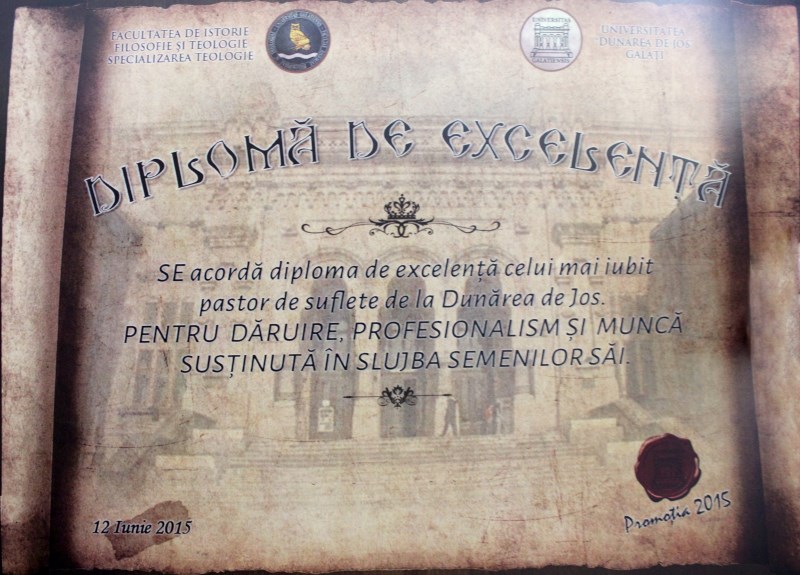 FACULTATEA DE ISTORIE
FILOSOFIE ȘI TEOLOGIE
SPECIALIZAREA TEOLOGIE
UNIVERSITAS
GALATIENSIS
UNIVERSITATEA
"DUNĂREA DE JOS"
GALAȚI
DIPLOMĂ DE EXCELENȚĂ
SE acordă diploma de excelență celui mai iubit
pastor de suflete de la Dunărea de Jos.
PENTRU DĂRUIRE, PROFESIONALISM ȘI MUNCĂ
SUSȚINUTĂ ÎN SLUJBA SEMENILOR SĂI.
12 Iunie 2015
Promoția 2015